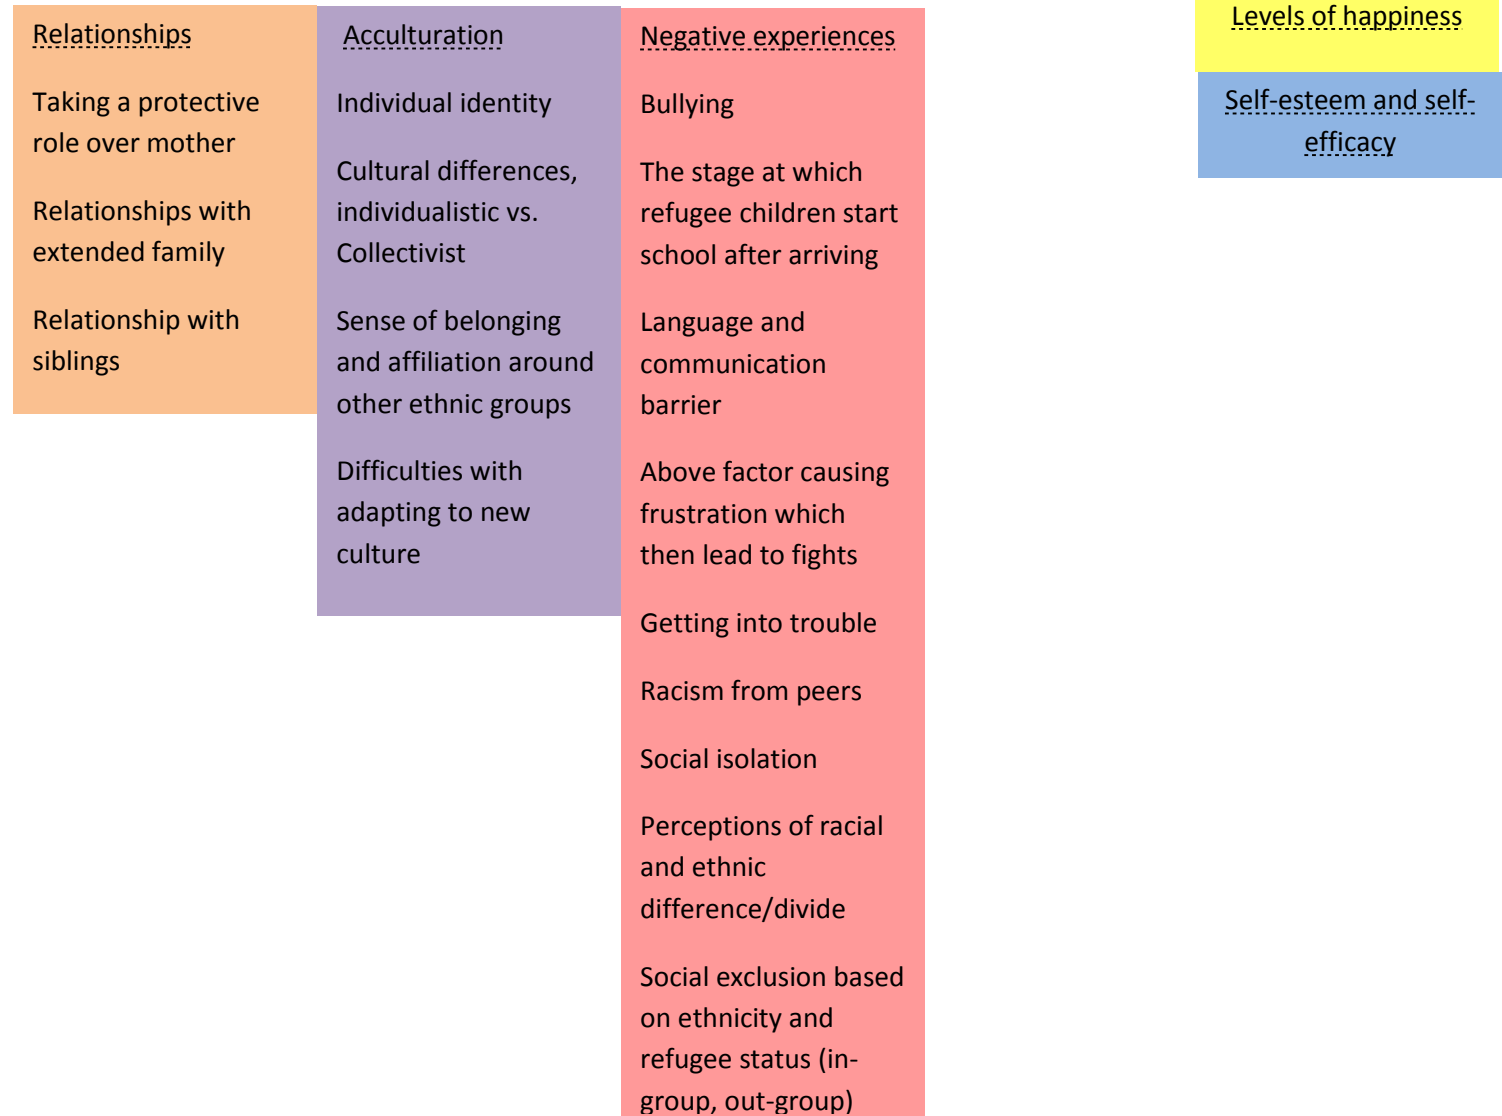 Relationships
Taking a protective
role over mother
Relationships with
extended family
Relationship with
siblings
Acculturation
Individual identity
Cultural differences,
individualistic vs.
Collectivist
Sense of belonging
and affiliation around
other ethnic groups
Difficulties with
adapting to new
culture
Negative experiences
Bullying
The stage at which
refugee children start
school after arriving
Language and
communication
barrier
Above factor causing
frustration which
then lead to fights
Getting into trouble
Racism from peers
Social isolation
Perceptions of racial
and ethnic
difference/divide
Social exclusion based
on ethnicity and
refugee status (in-
group, out-group)
Levels of happiness
Self-esteem and self-
efficacy